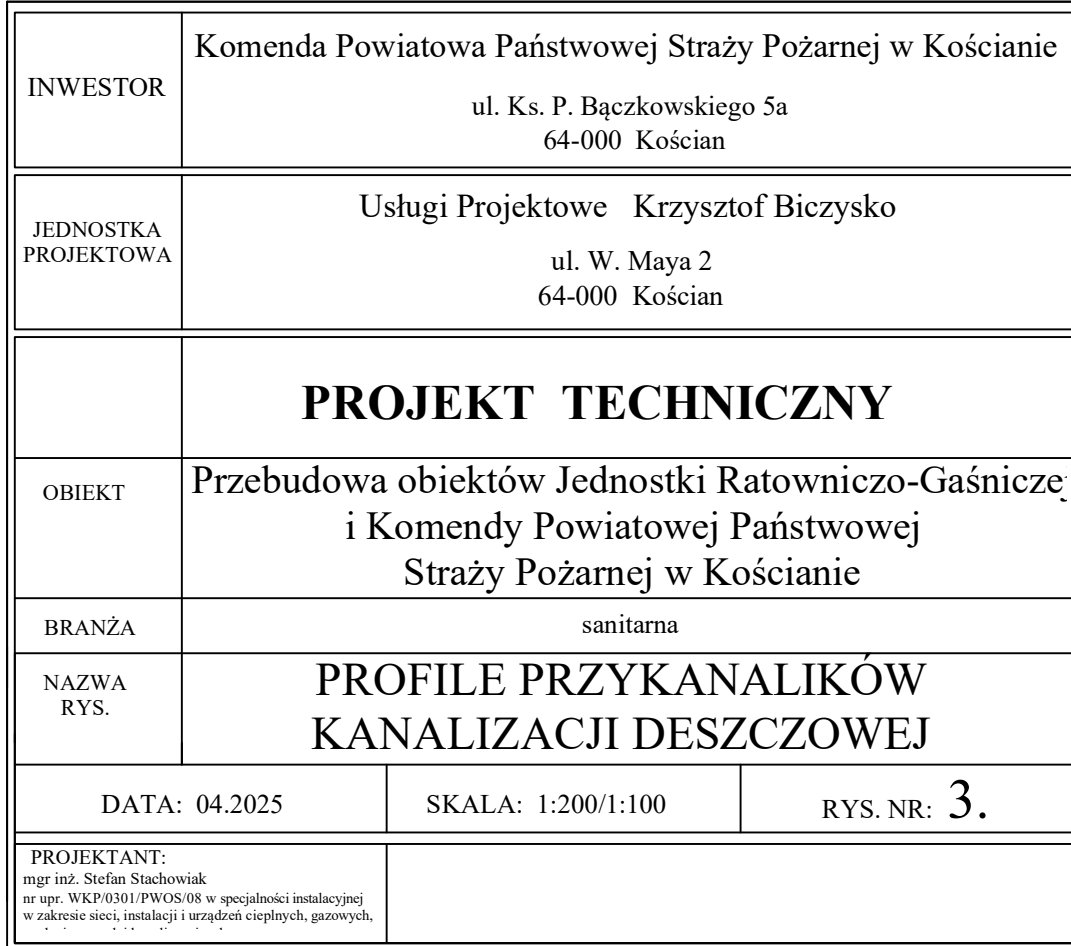 INWESTOR
Komenda Powiatowa Państwowej Straży Pożarnej w Kościanie
ul. Ks. P. Bączkowskiego 5a
64-000 Kościan
JEDNOSTKA
PROJEKTOWA
Usługi Projektowe Krzysztof Biczysko
ul. W. Maya 2
64-000 Kościan
PROJEKT TECHNICZNY
OBIEKT
Przebudowa obiektów Jednostki Ratowniczo-Gaśniczej
i Komendy Powiatowej Państwowej
Straży Pożarnej w Kościanie
BRANŻA
sanitarna
NAZWA
RYS.
PROFILE PRZYKANALIKÓW
KANALIZACJI DESZCZOWEJ
DATA: 04.2025
SKALA: 1:200/1:100
RYS. NR: 3.
PROJEKTANT:
mgr inż. Stefan Stachowiak
nr upr. WKP/0301/PWOS/08 w specjalności instalacyjnej
w zakresie sieci, instalacji i urządzeń cieplnych, gazowych,